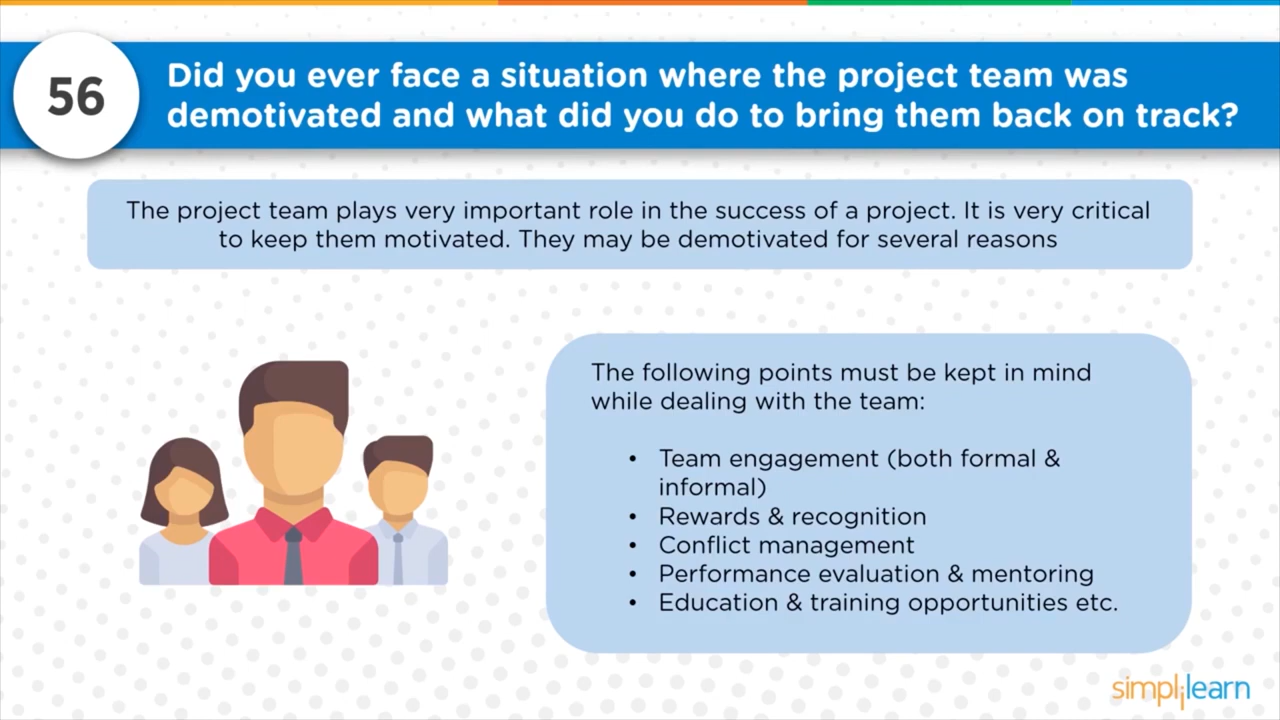 56
Did you ever face a situation where the project team was
demotivated and what did you do to bring them back on track?
The project team plays very important role in the success of a project. It is very critical
to keep them motivated. They may be demotivated for several reasons
The following points must be kept in mind
while dealing with the team:
• Team engagement (both formal &
informal)
• Rewards & recognition
• Conflict management
• Performance evaluation & mentoring
• Education & training opportunities etc.
simplilearn